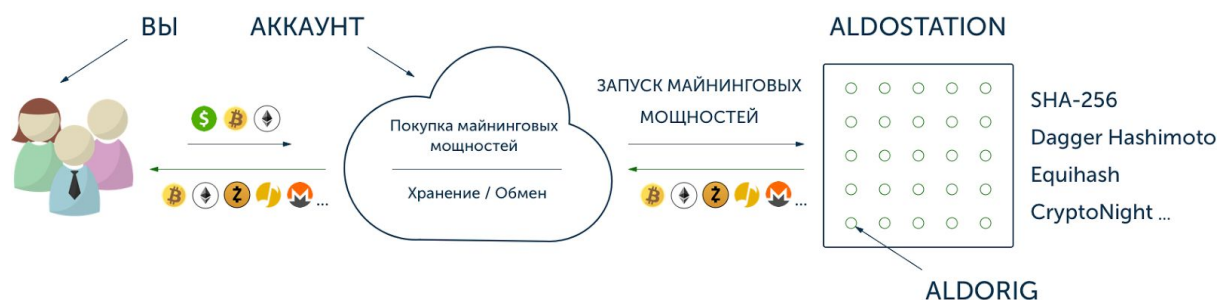 ВЫ
АККАУНТ
ALDOSTATION
ЗАПУСК МАЙНИНГОВЫХ
МОЩНОСТЕЙ
Покупка майнинговых
мощностей
Хранение / Обмен
...
...
SHA-256
Dagger Hashimoto
Equihash
CryptoNight ...
ALDORIG